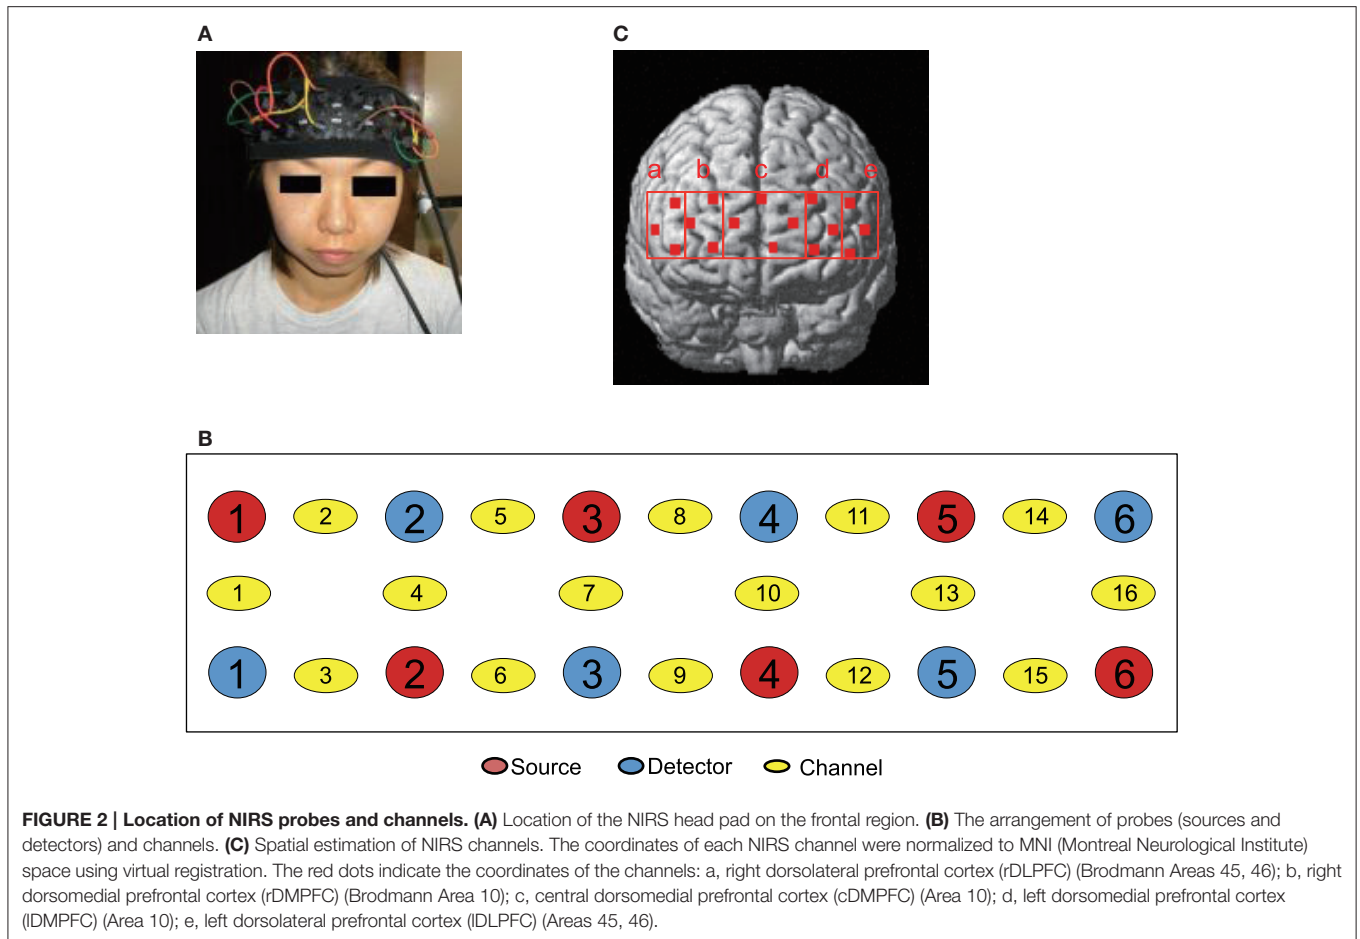 A
C
a b c d e
B
1 2 2 5 3 8 4 11 5 14 6
1 4 7 10 13 16
1 3 2 6 3 9 4 12 5 15 6
Source Detector Channel
FIGURE 2 | Location of NIRS probes and channels. (A) Location of the NIRS head pad on the frontal region. (B) The arrangement of probes (sources and
detectors) and channels. (C) Spatial estimation of NIRS channels. The coordinates of each NIRS channel were normalized to MNI (Montreal Neurological Institute)
space using virtual registration. The red dots indicate the coordinates of the channels: a, right dorsolateral prefrontal cortex (rDLPFC) (Brodmann Areas 45, 46); b, right
dorsomedial prefrontal cortex (rDMPFC) (Brodmann Area 10); c, central dorsomedial prefrontal cortex (cDMPFC) (Area 10); d, left dorsomedial prefrontal cortex
(lDMPFC) (Area 10); e, left dorsolateral prefrontal cortex (lDLPFC) (Areas 45, 46).